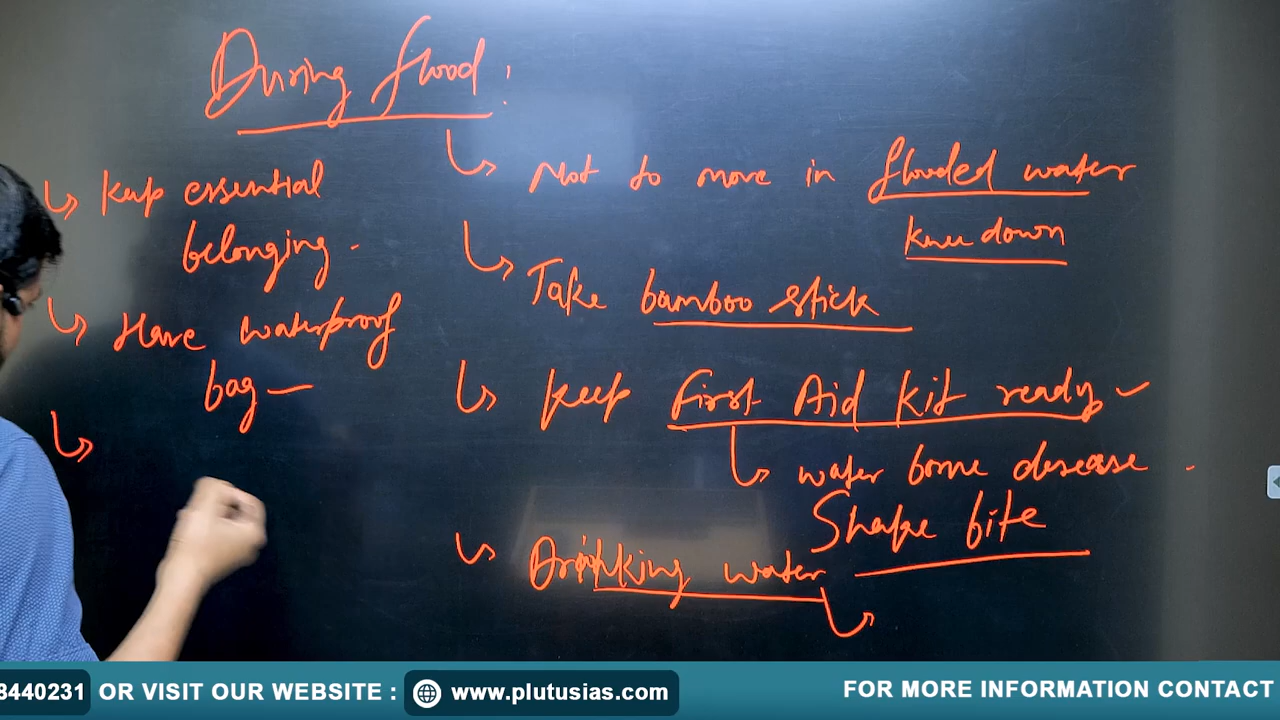 During flood :
Not to move in flooded water
knee down
Take bamboo stick
Keep First Aid Kit ready
water borne desease .
Snake bite
Drinking water
Keep essential
belonging .
Have waterproof
bag
8440231 OR VISIT OUR WEBSITE : www.plutusias.com FOR MORE INFORMATION CONTACT